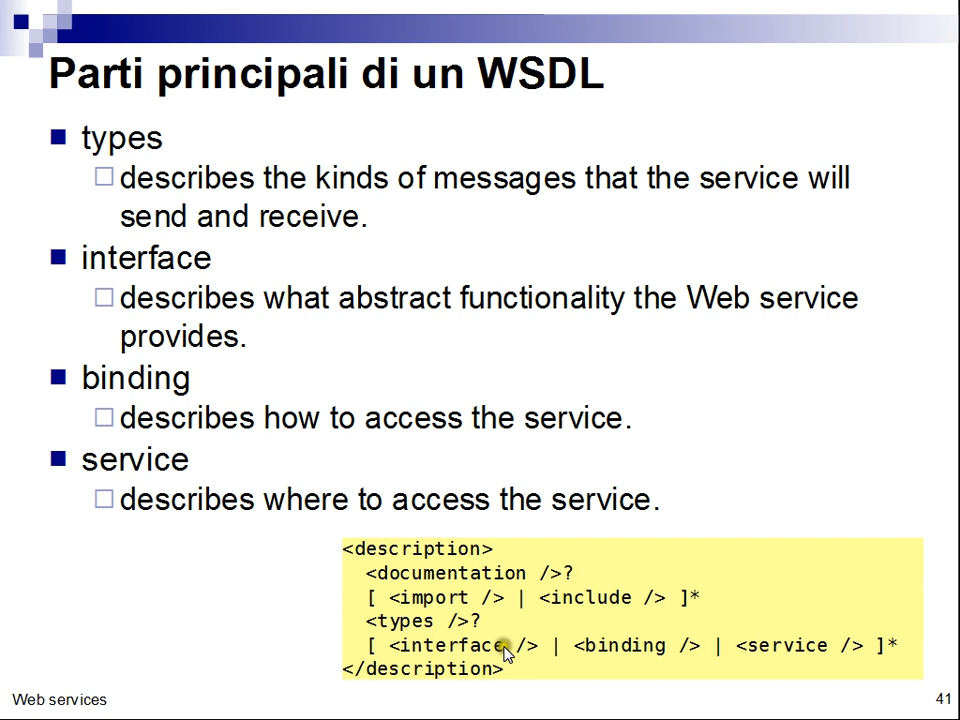 Parti principali di un WSDL
types
describes the kinds of messages that the service will
send and receive.
interface
describes what abstract functionality the Web service
provides.
binding
describes how to access the service.
service
describes where to access the service.
<description>
  <documentation />?
  [ <import /> | <include /> ]*
  <types />?
  [ <interface /> | <binding /> | <service /> ]*
</description>
Web services
41